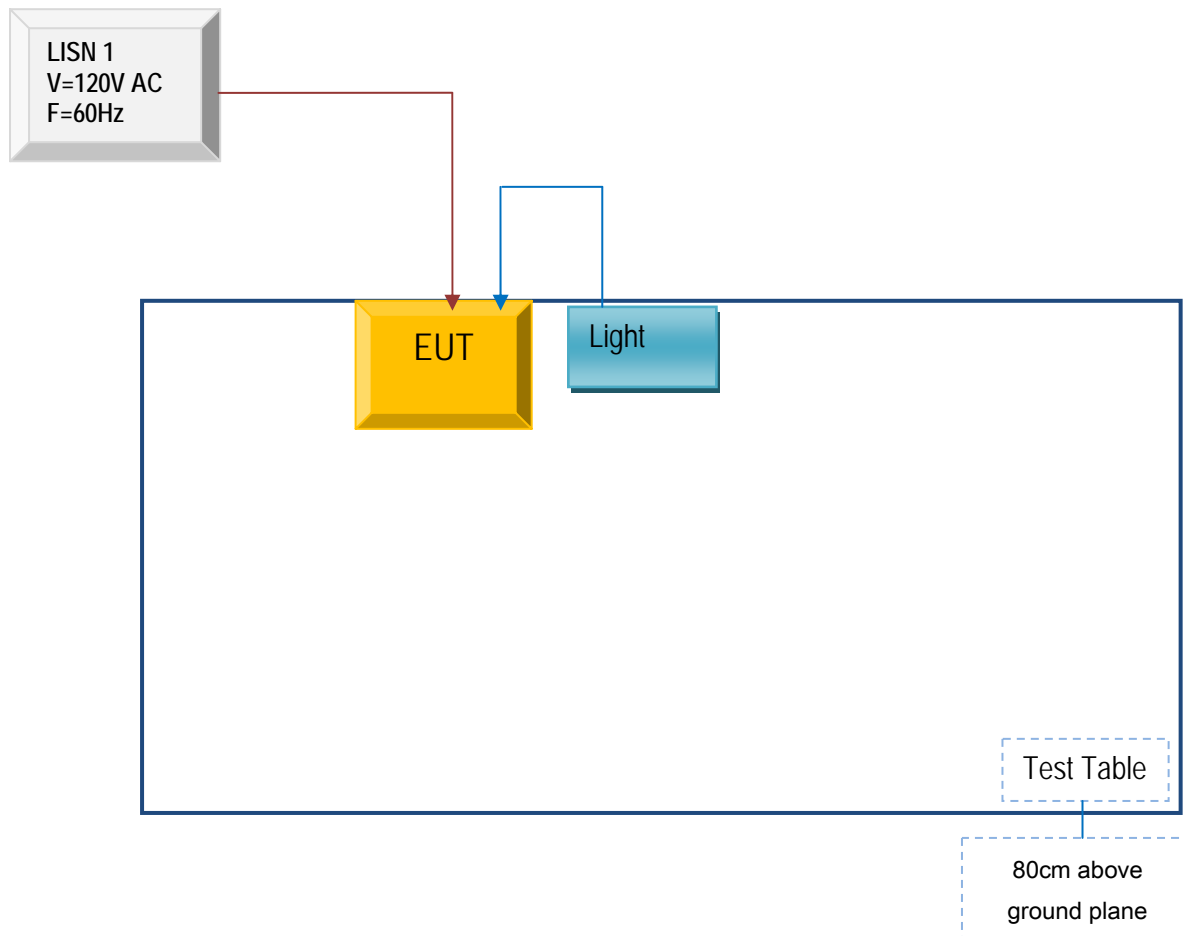 LISN 1
V=120V AC
F=60Hz
EUT
Light
Test Table
80cm above
ground plane